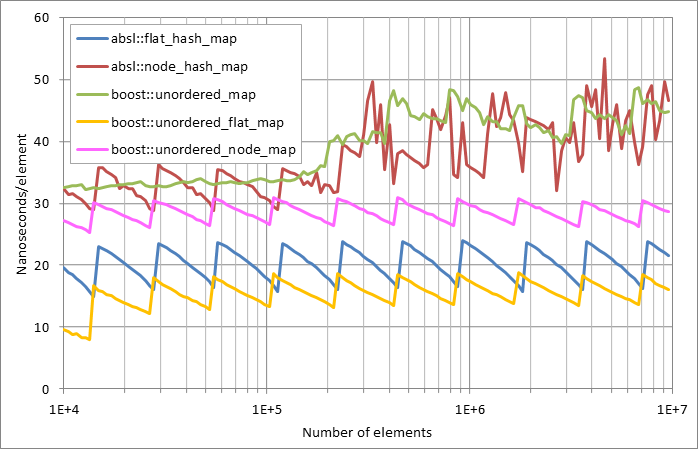 60
50
40
30
20
10
0
Nanoseconds/element
absl::flat_hash_map
absl::node_hash_map
boost::unordered_map
boost::unordered_flat_map
boost::unordered_node_map
1E+4
1E+5
1E+6
1E+7
Number of elements